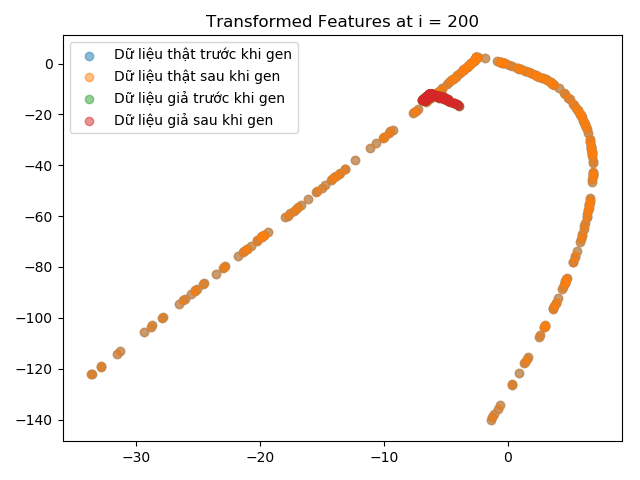 Transformed Features at i = 200
Dữ liệu thật trước khi gen
Dữ liệu thật sau khi gen
Dữ liệu giả trước khi gen
Dữ liệu giả sau khi gen
0
−20
−40
−60
−80
−100
−120
−140
−30 −20 −10 0